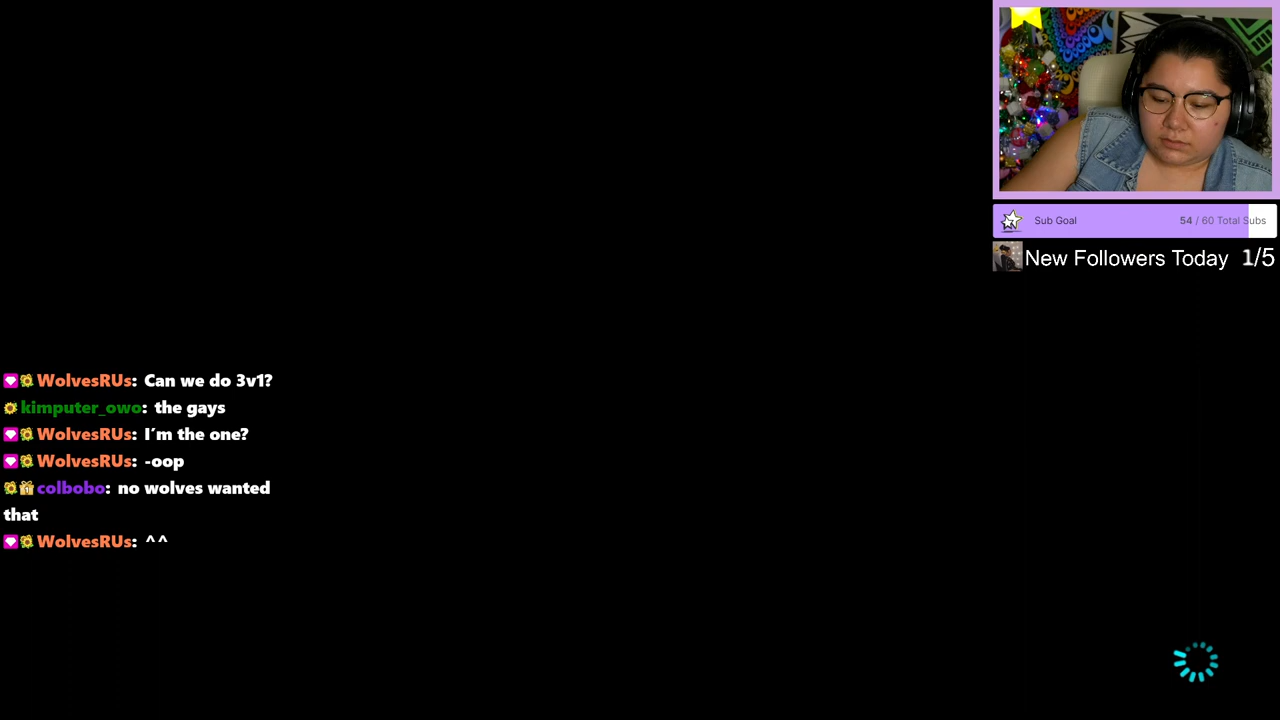 Sub Goal 54 / 60 Total Subs
New Followers Today 1/5
WolvesRUs: Can we do 3v1?
kimputer_owo: the gays
WolvesRUs: I'm the one?
WolvesRUs: -oop
colbobo: no wolves wanted
that
WolvesRUs: ^^